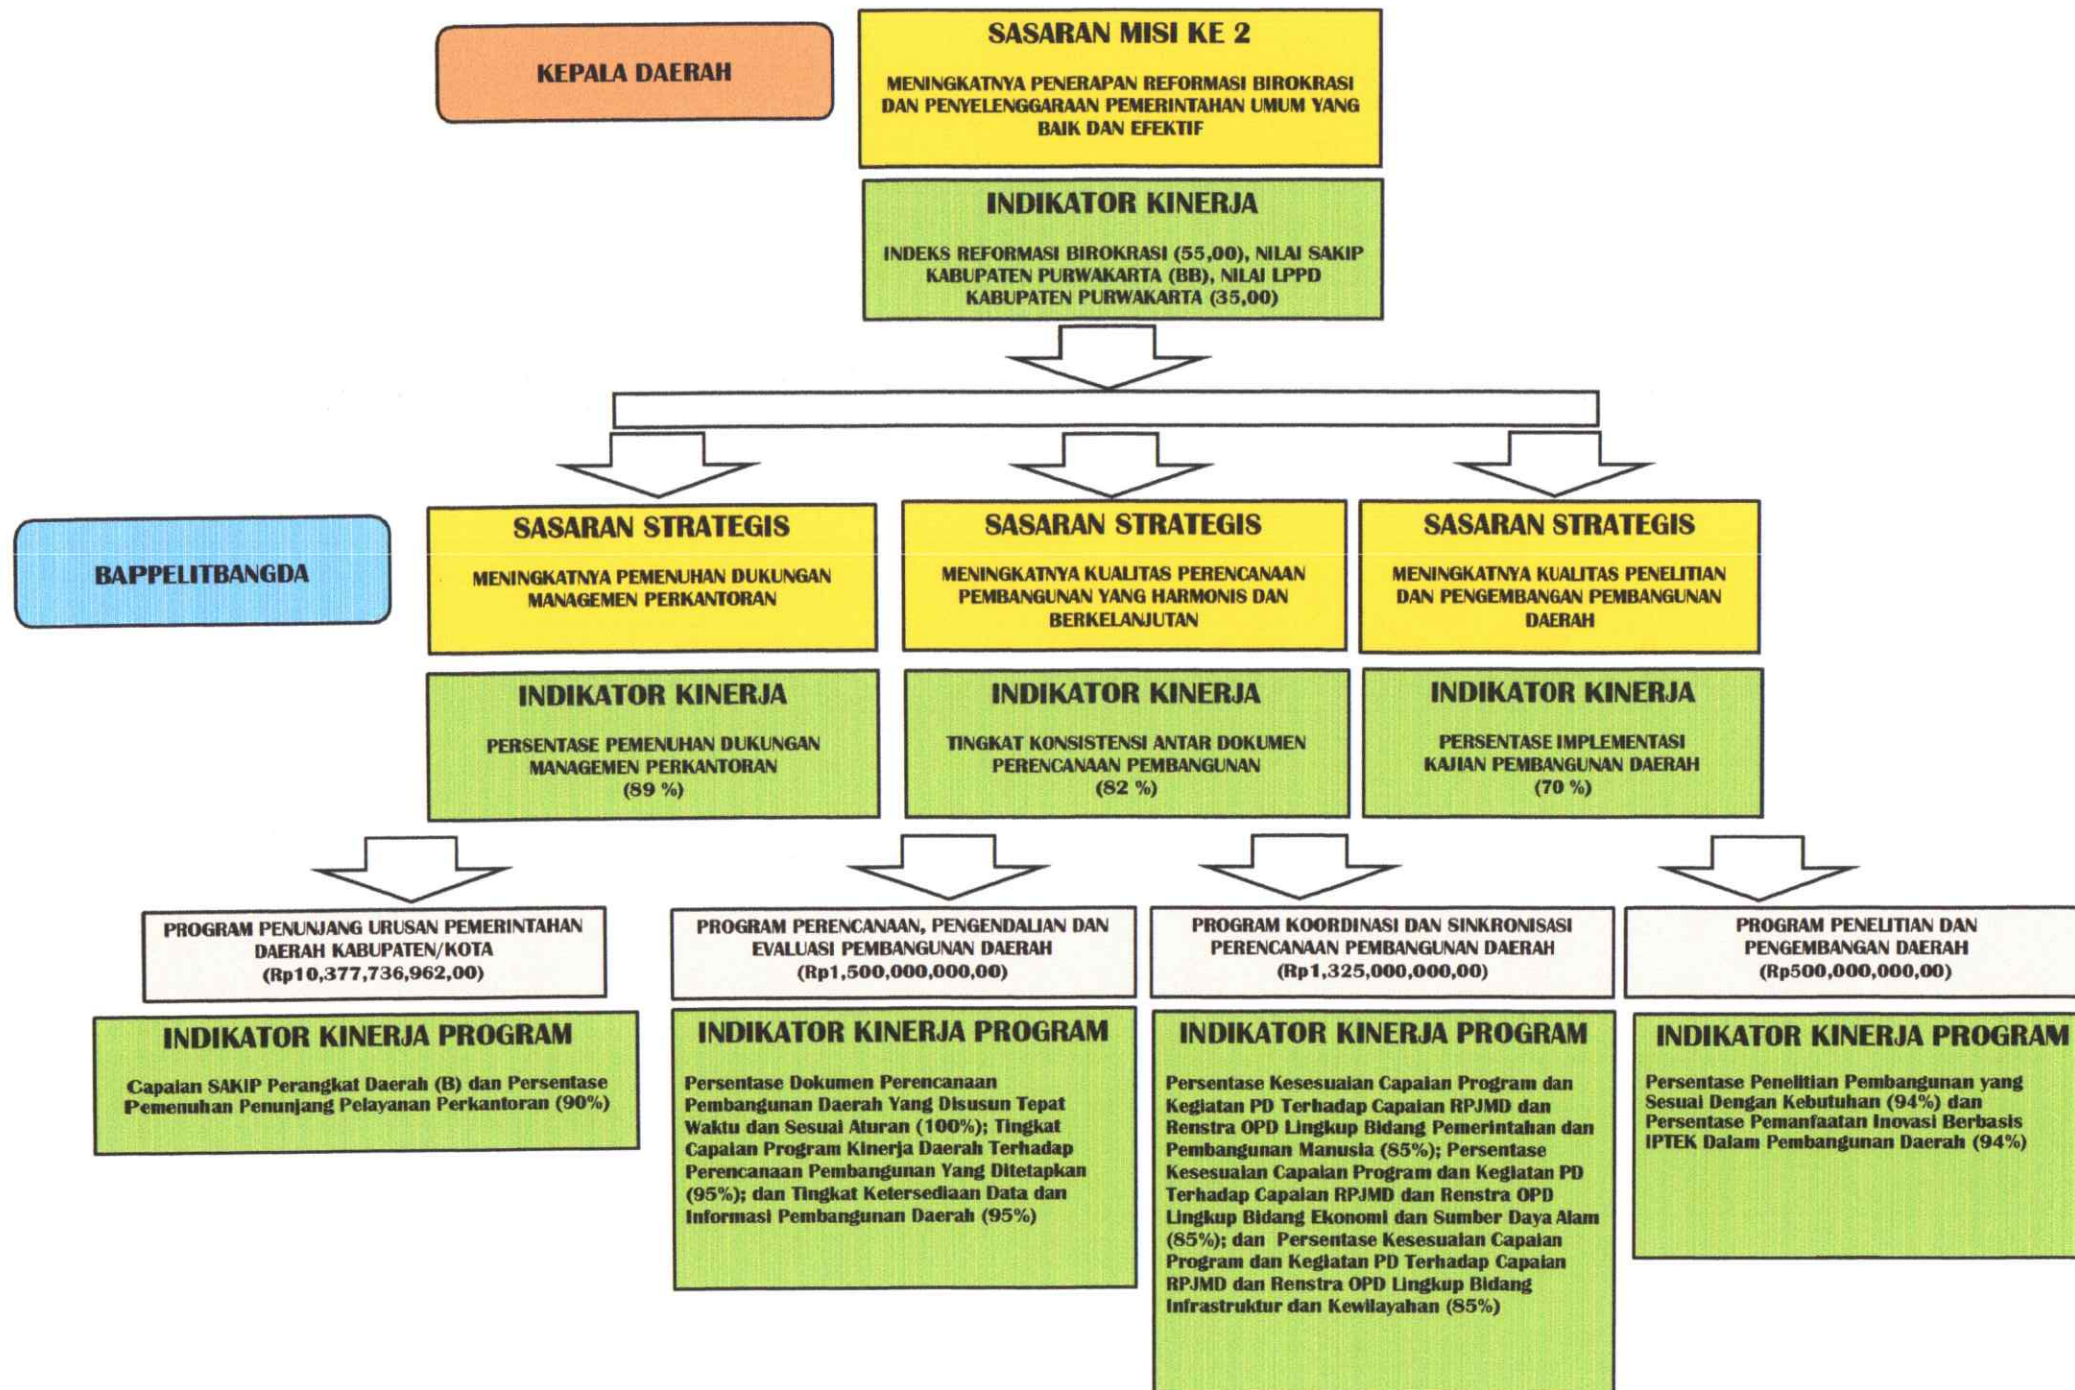 KEPALA DAERAH
SASARAN MISI KE 2
MENINGKATNYA PENERAPAN REFORMASI BIROKRASI
DAN PENYELENGGARAAN PEMERINTAHAN UMUM YANG
BAIK DAN EFEKTIF
INDIKATOR KINERJA
INDEKS REFORMASI BIROKRASI (55,00), NILAI SAKIP
KABUPATEN PURWAKARTA (BB), NILAI LPPD
KABUPATEN PURWAKARTA (35,00)
BAPPELITBANGDA
SASARAN STRATEGIS
MENINGKATNYA PEMENUHAN DUKUNGAN
MANAGEMEN PERKANTORAN
SASARAN STRATEGIS
MENINGKATNYA KUALITAS PERENCANAAN
PEMBANGUNAN YANG HARMONIS DAN
BERKELANJUTAN
SASARAN STRATEGIS
MENINGKATNYA KUALITAS PENELITIAN
DAN PENGEMBANGAN PEMBANGUNAN
DAERAH
INDIKATOR KINERJA
PERSENTASE PEMENUHAN DUKUNGAN
MANAGEMEN PERKANTORAN
(89 %)
INDIKATOR KINERJA
TINGKAT KONSISTENSI ANTAR DOKUMEN
PERENCANAAN PEMBANGUNAN
(82 %)
INDIKATOR KINERJA
PERSENTASE IMPLEMENTASI
KAJIAN PEMBANGUNAN DAERAH
(70 %)
PROGRAM PENUNJANG URUSAN PEMERINTAHAN
DAERAH KABUPATEN/KOTA
(Rp10,377,736,962,00)
PROGRAM PERENCANAAN, PENGENDALIAN DAN
EVALUASI PEMBANGUNAN DAERAH
(Rp1,500,000,000,00)
PROGRAM KOORDINASI DAN SINKRONISASI
PERENCANAAN PEMBANGUNAN DAERAH
(Rp1,325,000,000,00)
PROGRAM PENELITIAN DAN
PENGEMBANGAN DAERAH
(Rp500,000,000,00)
INDIKATOR KINERJA PROGRAM
Capaian SAKIP Perangkat Daerah (B) dan Persentase
Pemenuhan Penunjang Pelayanan Perkantoran (90%)
INDIKATOR KINERJA PROGRAM
Persentase Dokumen Perencanaan
Pembangunan Daerah Yang Disusun Tepat
Waktu dan Sesuai Aturan (100%); Tingkat
Capaian Program Kinerja Daerah Terhadap
Perencanaan Pembangunan Yang Ditetapkan
(95%); dan Tingkat Ketersediaan Data dan
Informasi Pembangunan Daerah (95%)
INDIKATOR KINERJA PROGRAM
Persentase Kesesuaian Capaian Program dan
Kegiatan PD Terhadap Capaian RPJMD dan
Renstra OPD Lingkup Bidang Pemerintahan dan
Pembangunan Manusia (85%); Persentase
Kesesuaian Capaian Program dan Kegiatan PD
Terhadap Capaian RPJMD dan Renstra OPD
Lingkup Bidang Ekonomi dan Sumber Daya Alam
(85%); dan Persentase Kesesuaian Capaian
Program dan Kegiatan PD Terhadap Capaian
RPJMD dan Renstra OPD Lingkup Bidang
Infrastruktur dan Kewilayahan (85%)
INDIKATOR KINERJA PROGRAM
Persentase Penelitian Pembangunan yang
Sesuai Dengan Kebutuhan (94%) dan
Persentase Pemanfaatan Inovasi Berbasis
IPTEK Dalam Pembangunan Daerah (94%)